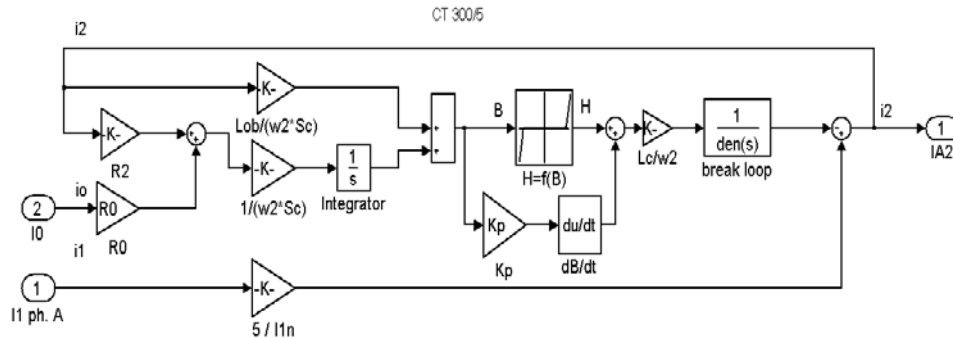 CT 300/5
i2
-K-
Lob/(w2*Sc)
-K-
R2
-K-
1/(w2*Sc)
1
s
Integrator
B
H
H=f(B)
K-
Lc/w2
1
den(s)
break loop
i2
1
IA2
io
2
I0
R0
R0
Kp
Kp
du/dt
dB/dt
i1
1
I1 ph. A
-K-
5 / I1n